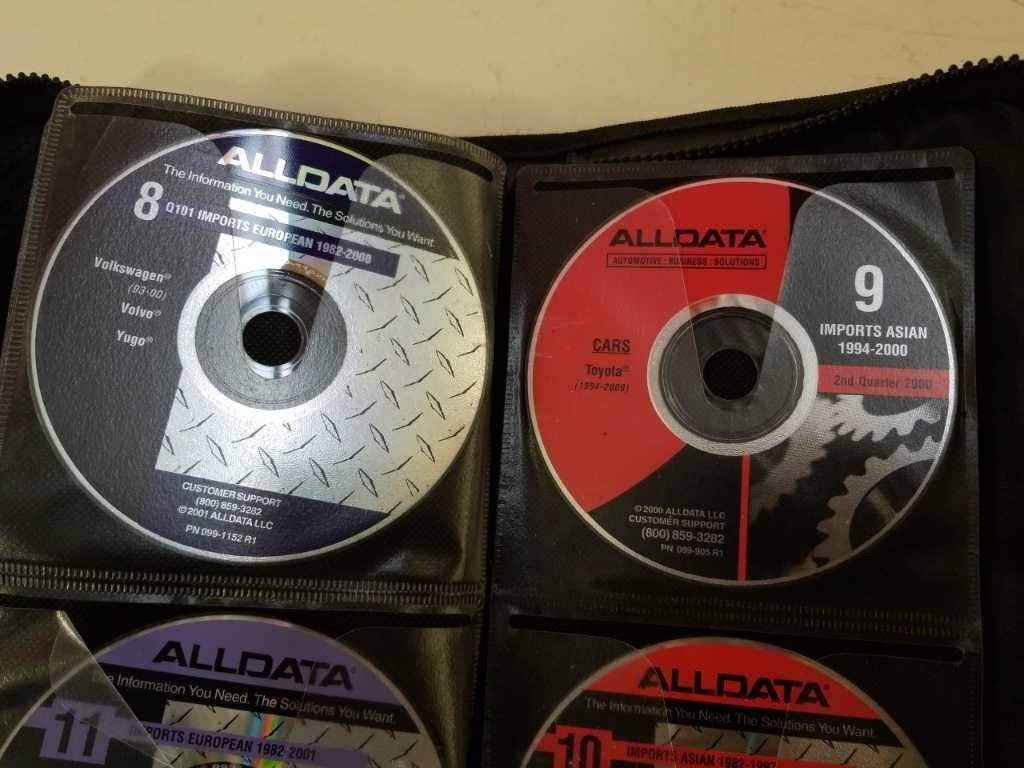 ALLDATA®
The Information You Need. The Solutions You Want.
8 Q101 IMPORTS EUROPEAN 1982-2000
Volkswagen®
(93-00)
Volvo®
Yugo®
CUSTOMER SUPPORT
(800) 859-3282
© 2001 ALLDATA LLC
PN 099-1152 R1
ALLDATA®
AUTOMOTIVE : BUSINESS : SOLUTIONS
9
IMPORTS ASIAN
1994-2000
2nd Quarter 2000
CARS
Toyota®
(1994-2000)
© 2000 ALLDATA LLC
CUSTOMER SUPPORT
(800) 859-3282
PN 099-905 R1
ALLDATA®
The Information You Need. The Solutions You Want.
11 IMPORTS EUROPEAN 1982-2001
ALLDATA®
The Information You Need. The Solutions You Want.
10 IMPORTS ASIAN 1982-1997